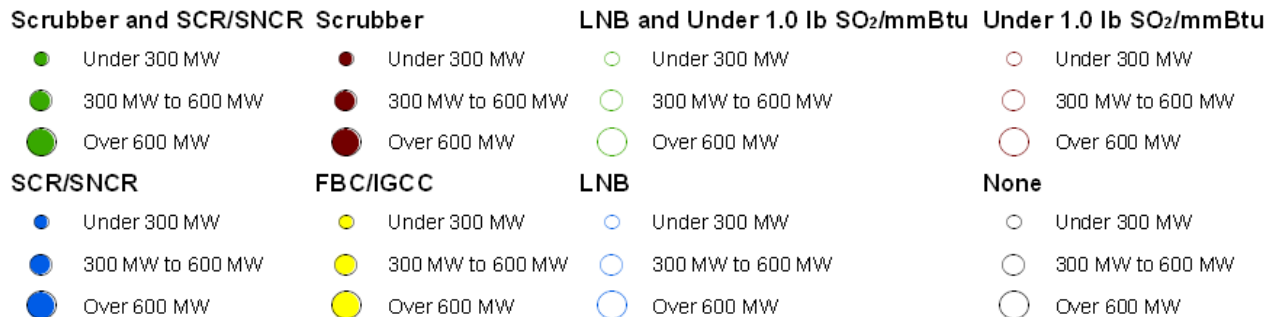 Scrubber and SCR/SNCR Scrubber LNB and Under 1.0 lb SO₂/mmBtu Under 1.0 lb SO₂/mmBtu
Under 300 MW Under 300 MW Under 300 MW Under 300 MW
300 MW to 600 MW 300 MW to 600 MW 300 MW to 600 MW 300 MW to 600 MW
Over 600 MW Over 600 MW Over 600 MW Over 600 MW
SCR/SNCR FBC/IGCC LNB None
Under 300 MW Under 300 MW Under 300 MW Under 300 MW
300 MW to 600 MW 300 MW to 600 MW 300 MW to 600 MW 300 MW to 600 MW
Over 600 MW Over 600 MW Over 600 MW Over 600 MW